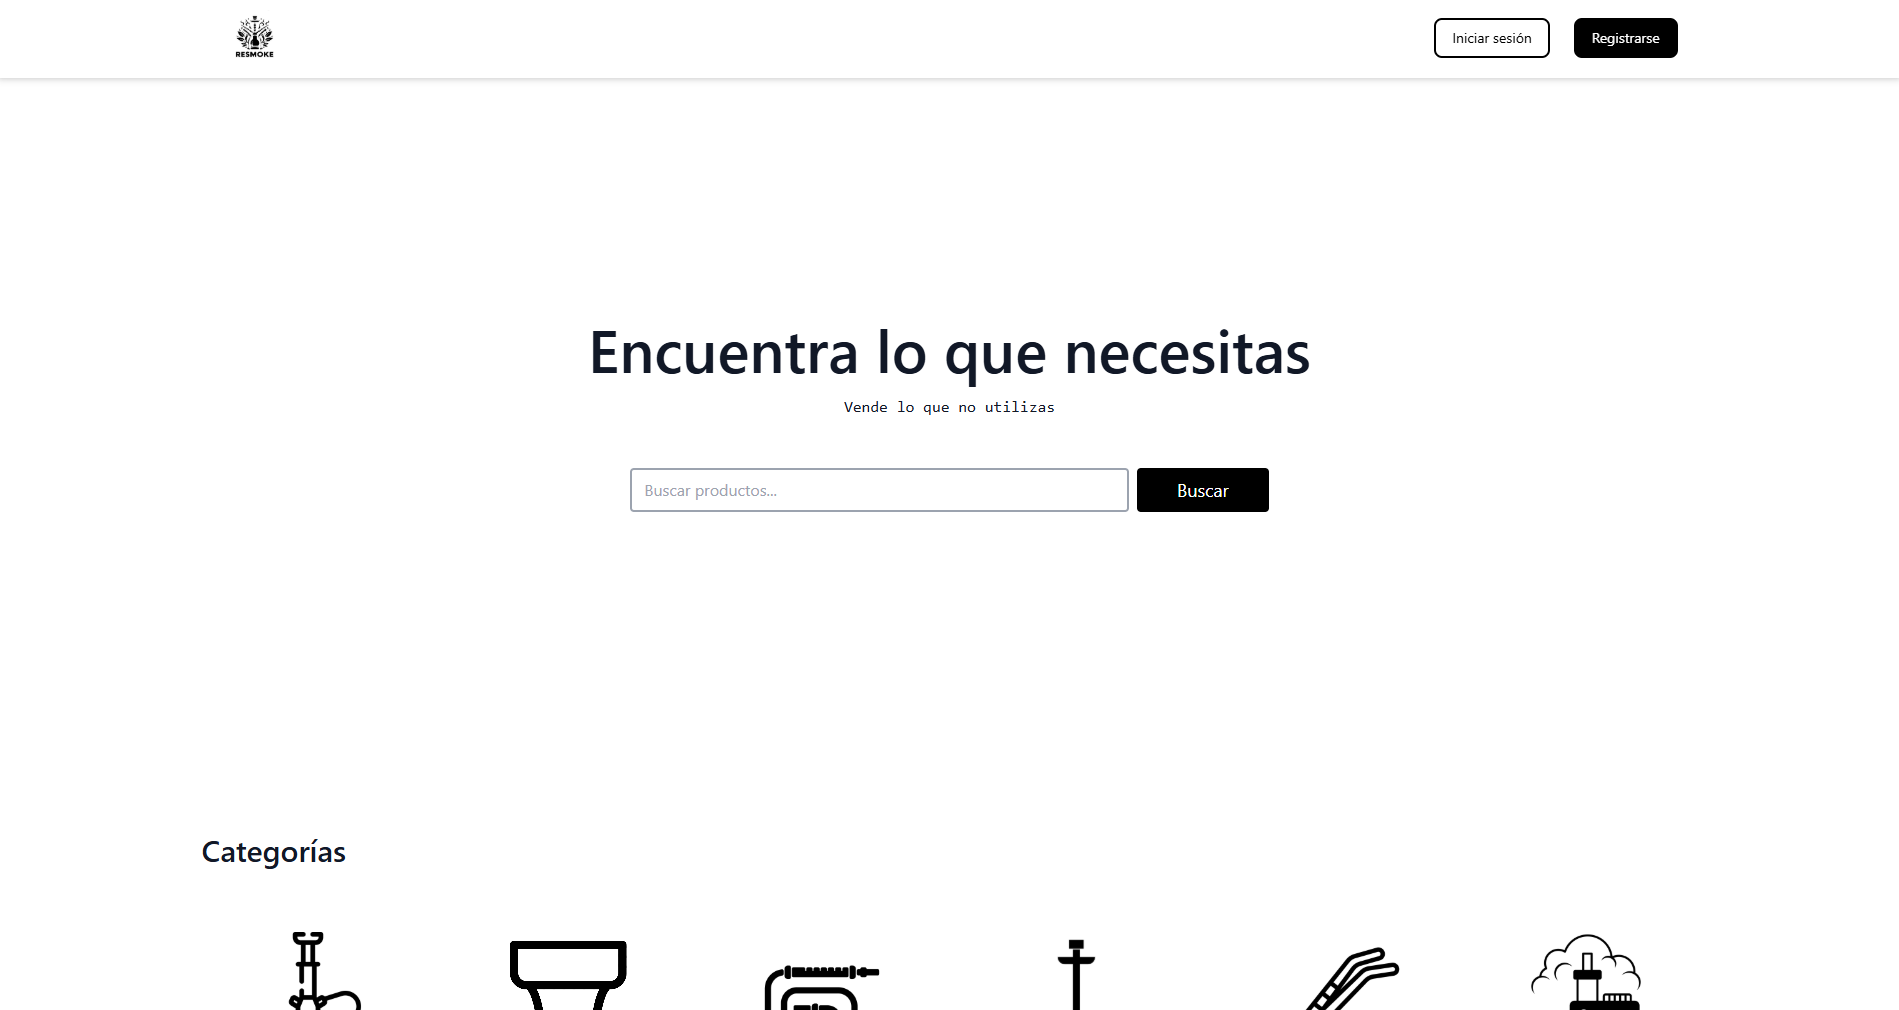 RESMOKE
Iniciar sesión
Registrarse
Encuentra lo que necesitas
Vende lo que no utilizas
Buscar productos...
Buscar
Categorías